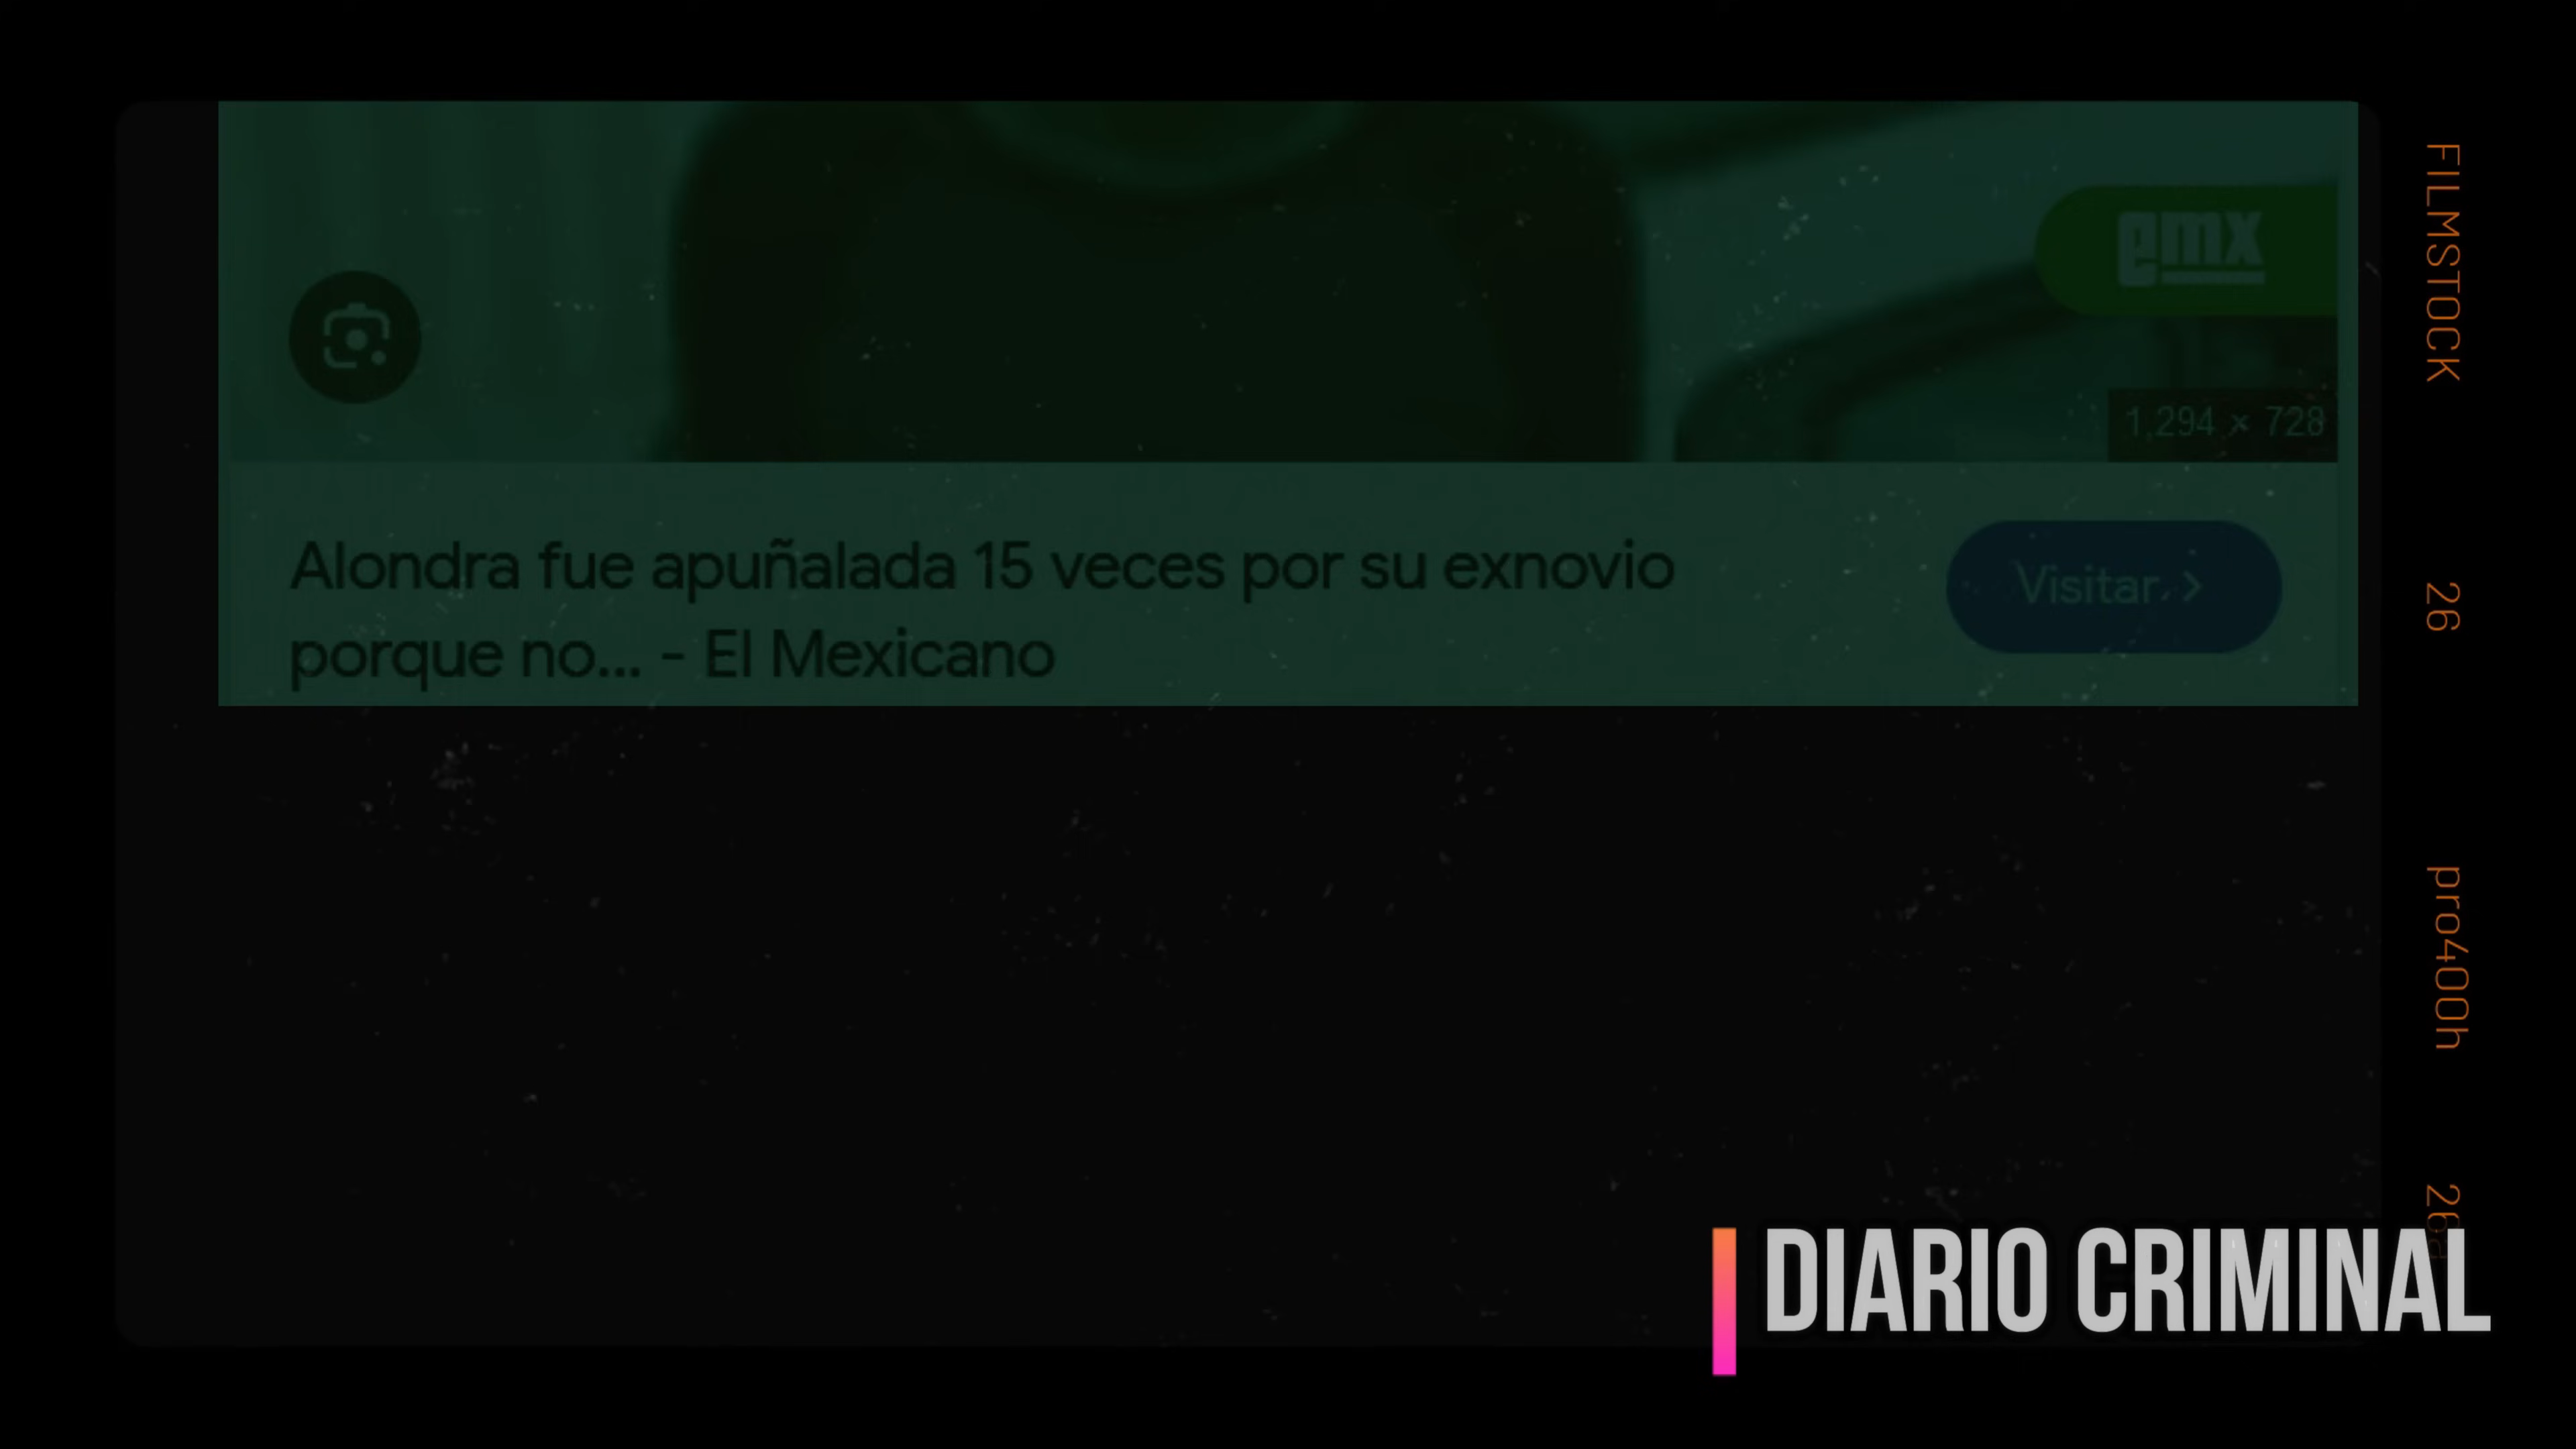 emx
1,294 × 728
Alondra fue apuñalada 15 veces por su exnovio
porque no... - El Mexicano
Visitar >
FILMSTOCK
26
pro400h
DIARIO CRIMINAL